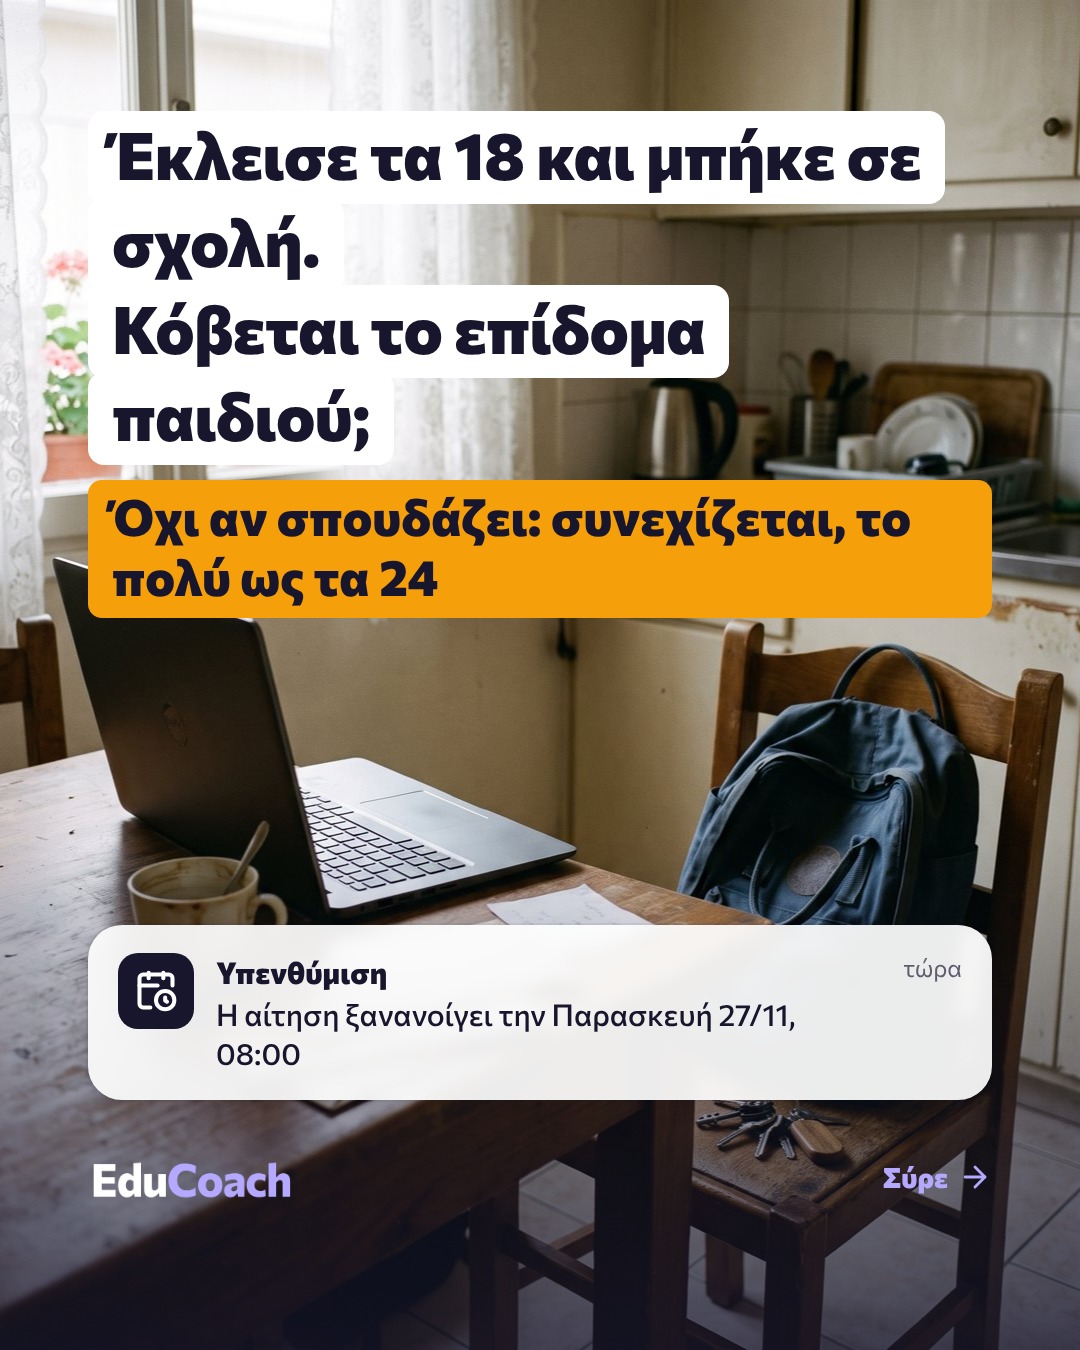 Έκλεισε τα 18 και μπήκε σε
σχολή.
Κόβεται το επίδομα
παιδιού;
Όχι αν σπουδάζει: συνεχίζεται, το
πολύ ως τα 24
Υπενθύμιση
τώρα
Η αίτηση ξανανοίγει την Παρασκευή 27/11,
08:00
EduCoach
Σύρε →